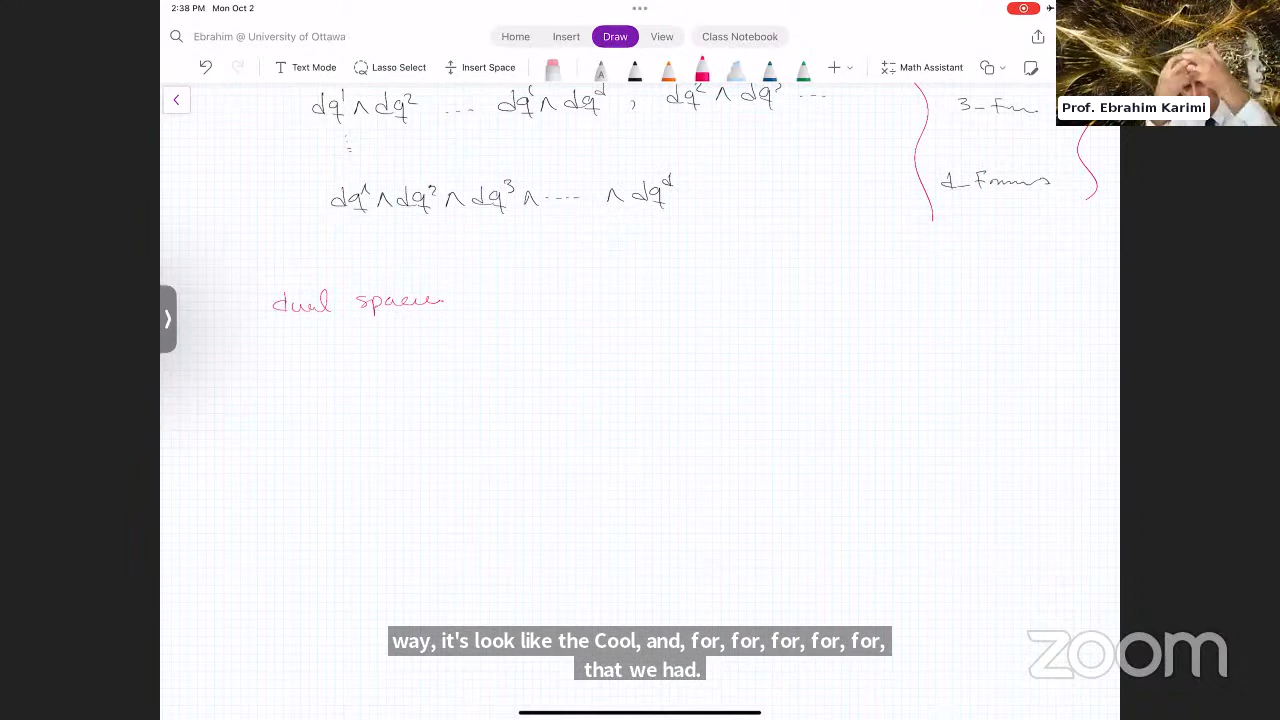 2:38 PM Mon Oct 2
Ebrahim @ University of Ottawa
Home Insert Draw View Class Notebook
Text Mode Lasso Select Insert Space Math Assistant
Prof. Ebrahim Karimi
dq¹ ∧ dq² ... dq¹ ∧ dq^d , dq² ∧ dq³ ...
3-Fm
dq¹ ∧ dq² ∧ dq³ ∧ .... ∧ dq^d
d-Forms
dual space
way, it's look like the Cool, and, for, for, for, for, for,
that we had.
zoom